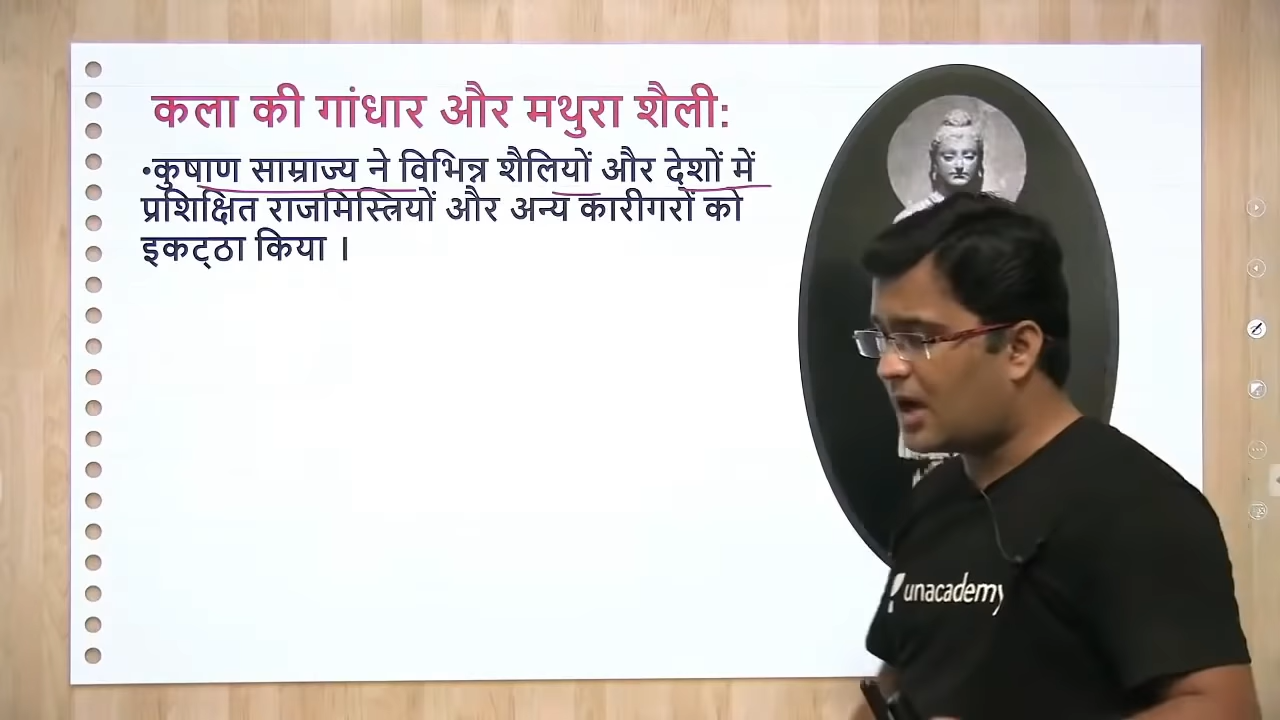 कला की गांधार और मथुरा शैली:
•कुषाण साम्राज्य ने विभिन्न शैलियों और देशों में
प्रशिक्षित राजमिस्त्रियों और अन्य कारीगरों को
इकट्ठा किया ।
unacademy